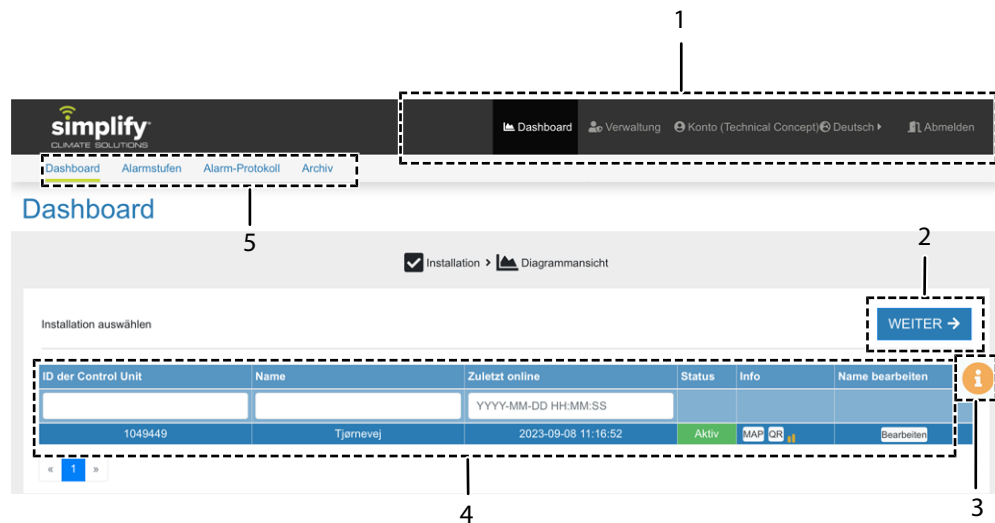 1
simplify
CLIMATE SOLUTIONS
Dashboard Verwaltung Konto (Technical Concept) Deutsch Abmelden
Dashboard Alarmstufen Alarm-Protokoll Archiv
Dashboard
5
2
Installation > Diagrammansicht
Installation auswählen
WEITER →
ID der Control Unit Name Zuletzt online Status Info Name bearbeiten
YYYY-MM-DD HH:MM:SS
1049449 Tjørnevej 2023-09-08 11:16:52 Aktiv MAP QR Bearbeiten
« 1 »
4
3